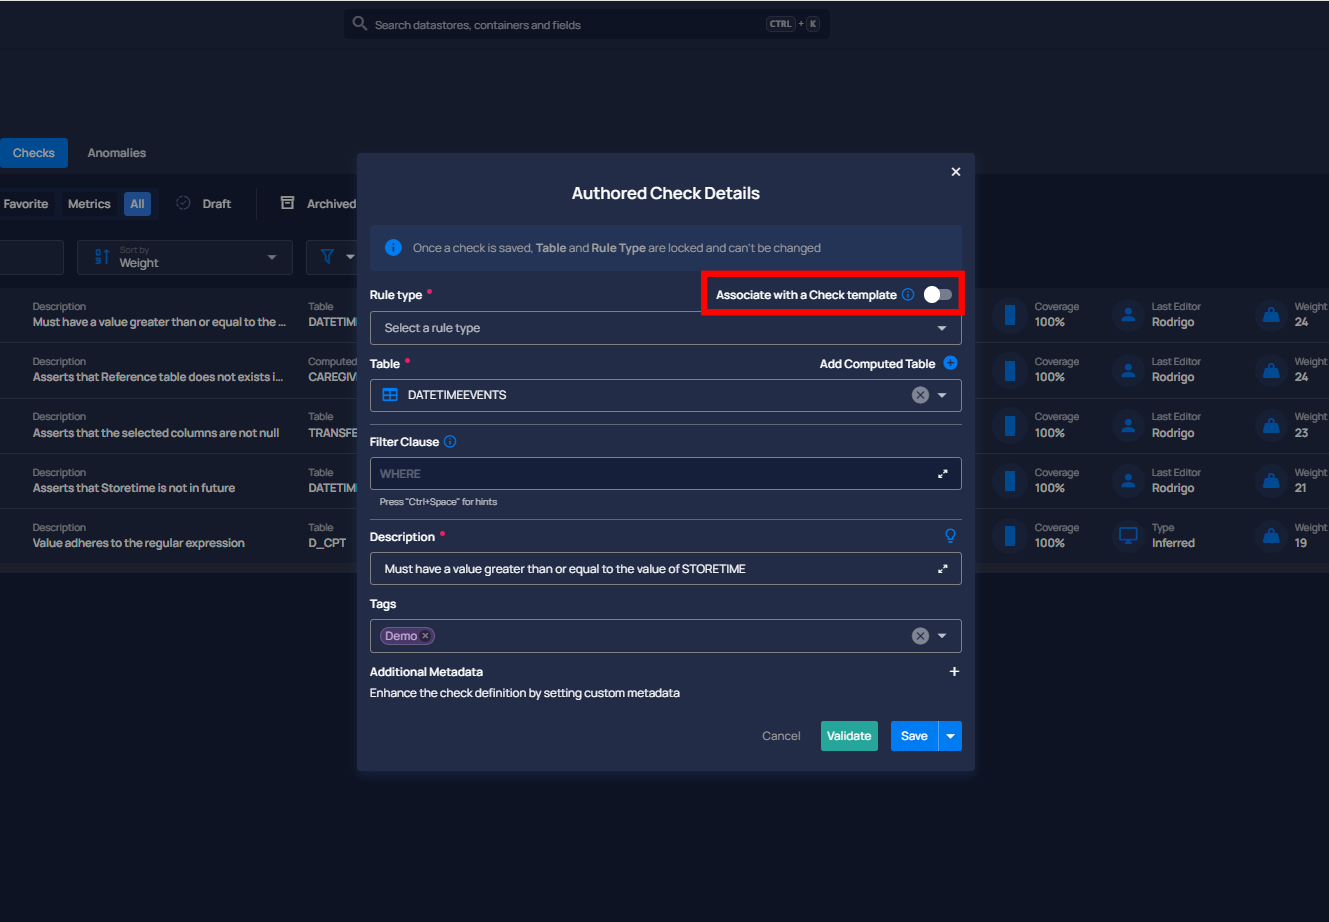 Search datastores, containers and fields CTRL + K
Checks Anomalies
Favorite Metrics All Draft Archived
Sort by
Weight
Authored Check Details
Once a check is saved, Table and Rule Type are locked and can't be changed
Rule type *
Associate with a Check template
Select a rule type
Table *
Add Computed Table
DATETIMEEVENTS
Filter Clause
WHERE
Press "Ctrl+Space" for hints
Description *
Must have a value greater than or equal to the value of STORETIME
Tags
Demo
Additional Metadata
Enhance the check definition by setting custom metadata
Cancel Validate Save
Description Table Coverage Last Editor Weight
Must have a value greater than or equal to the ... DATETIM 100% Rodrigo 24
Description Computed Coverage Last Editor Weight
Asserts that Reference table does not exists i... CAREGIV 100% Rodrigo 24
Description Table Coverage Last Editor Weight
Asserts that the selected columns are not null TRANSFE 100% Rodrigo 23
Description Table Coverage Last Editor Weight
Asserts that Storetime is not in future DATETIM 100% Rodrigo 21
Description Table Coverage Type Weight
Value adheres to the regular expression D_CPT 100% Inferred 19